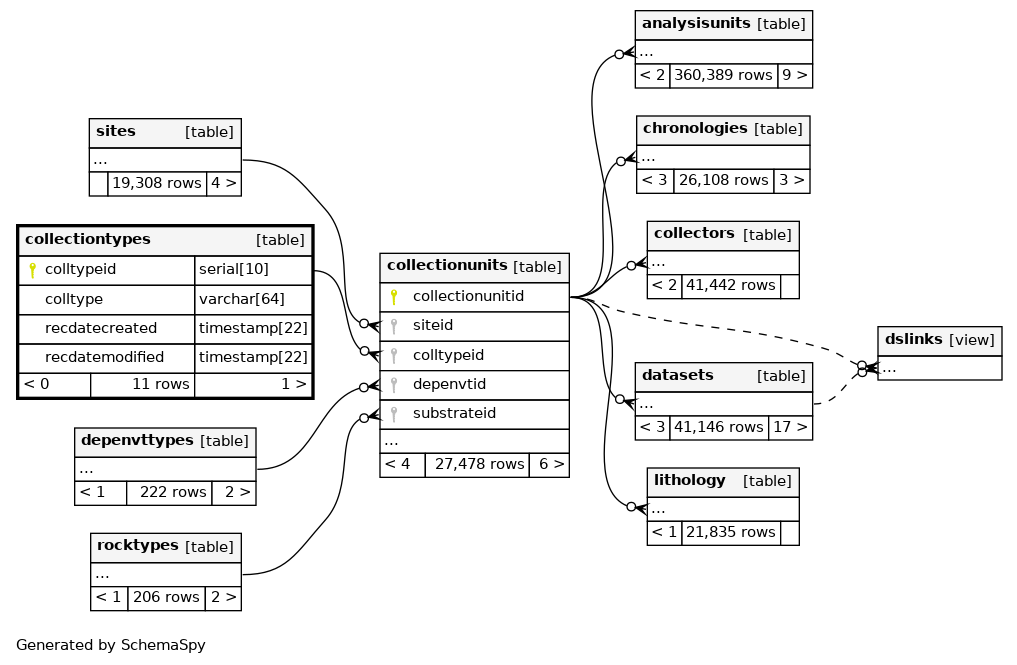 analysisunits [table]
...
< 2 360,389 rows 9 >
chronologies [table]
...
< 3 26,108 rows 3 >
sites [table]
...
19,308 rows 4 >
collectors [table]
...
< 2 41,442 rows
collectiontypes [table]
colltypeid serial[10]
colltype varchar[64]
recdatecreated timestamp[22]
recdatemodified timestamp[22]
< 0 11 rows 1 >
collectionunits [table]
collectionunitid
siteid
colltypeid
depenvtid
substrateid
...
< 4 27,478 rows 6 >
dslinks [view]
...
datasets [table]
...
< 3 41,146 rows 17 >
depenvttypes [table]
...
< 1 222 rows 2 >
lithology [table]
...
< 1 21,835 rows
rocktypes [table]
...
< 1 206 rows 2 >
Generated by SchemaSpy